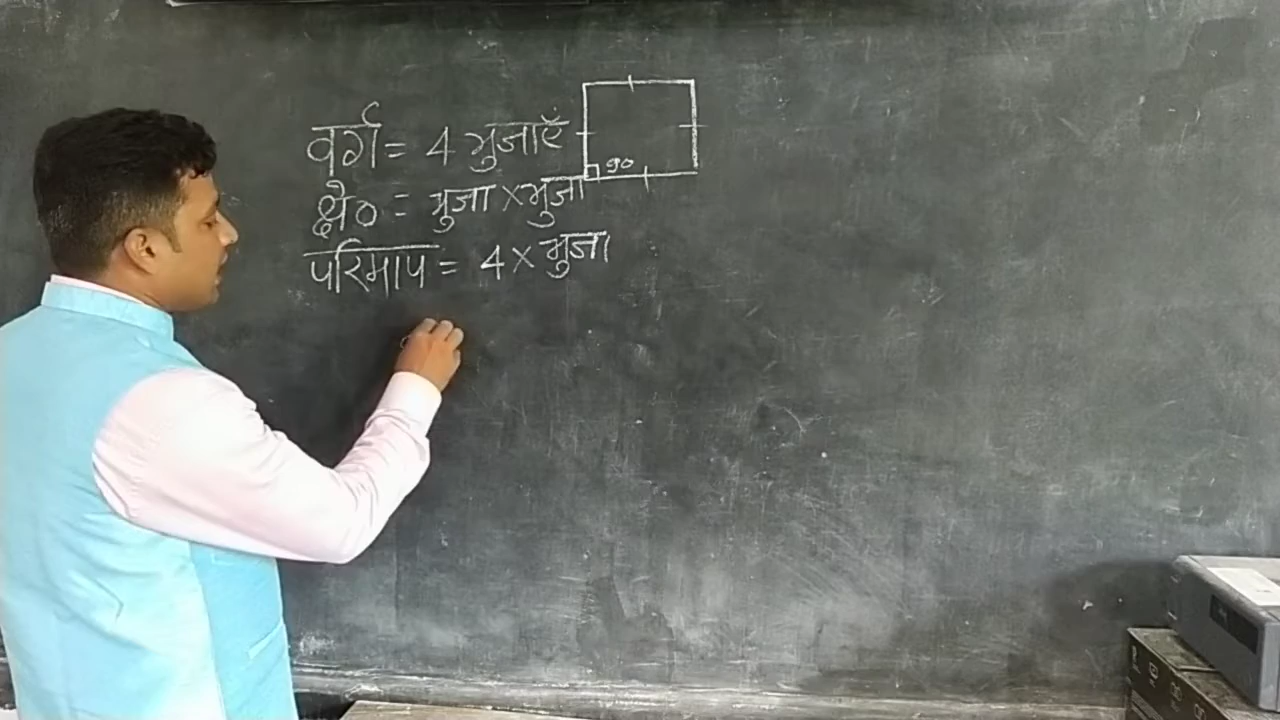 वर्ग = 4 भुजाएँ
90
क्षे० = भुजा × भुजा
परिमाप = 4 × भुजा